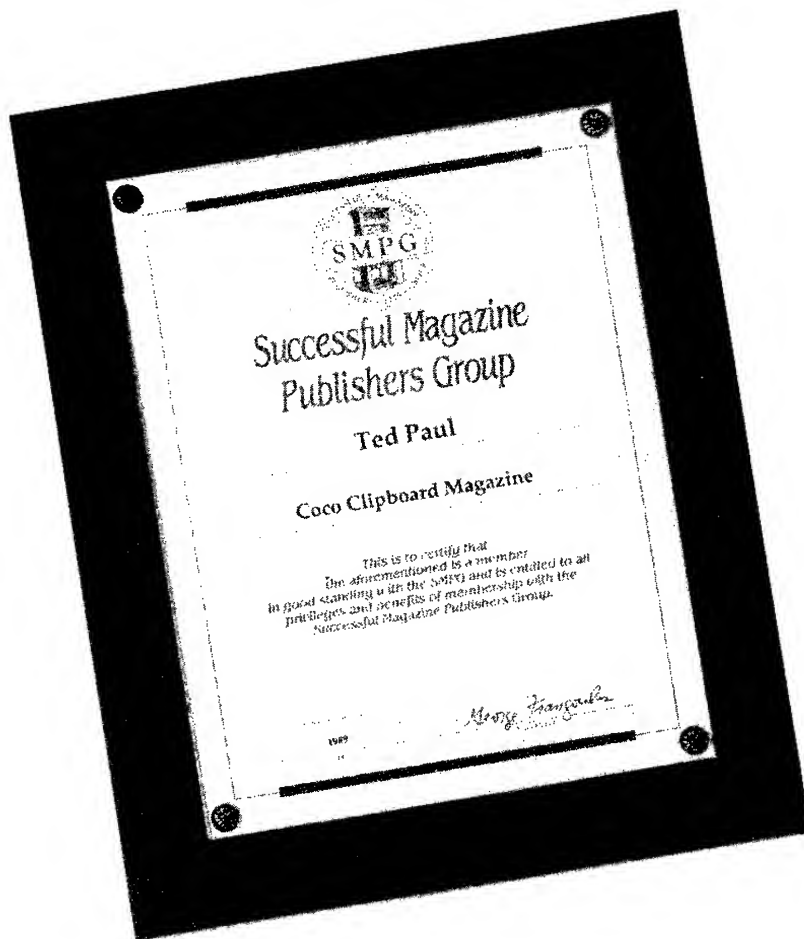 SMPG
Successful Magazine
Publishers Group
Ted Paul
Coco Clipboard Magazine
This is to certify that
the aforementioned is a member
in good standing with the SMPG and is entitled to all
privileges and benefits of membership with the
Successful Magazine Publishers Group.
1989
George